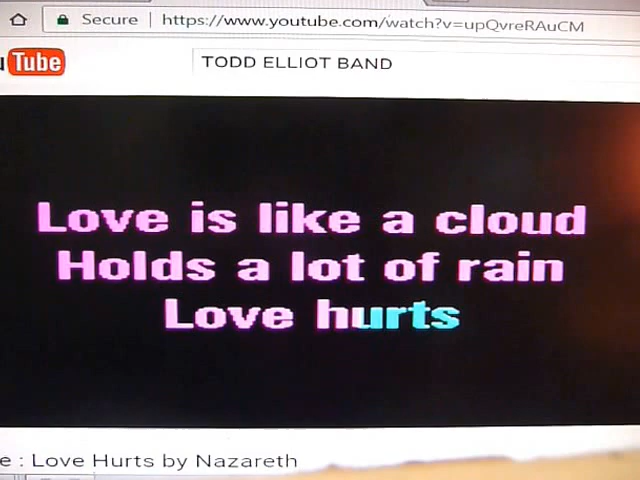 Secure | https://www.youtube.com/watch?v=upQvreRAuCM
u Tube
TODD ELLIOT BAND
Love is like a cloud
Holds a lot of rain
Love hurts
e : Love Hurts by Nazareth